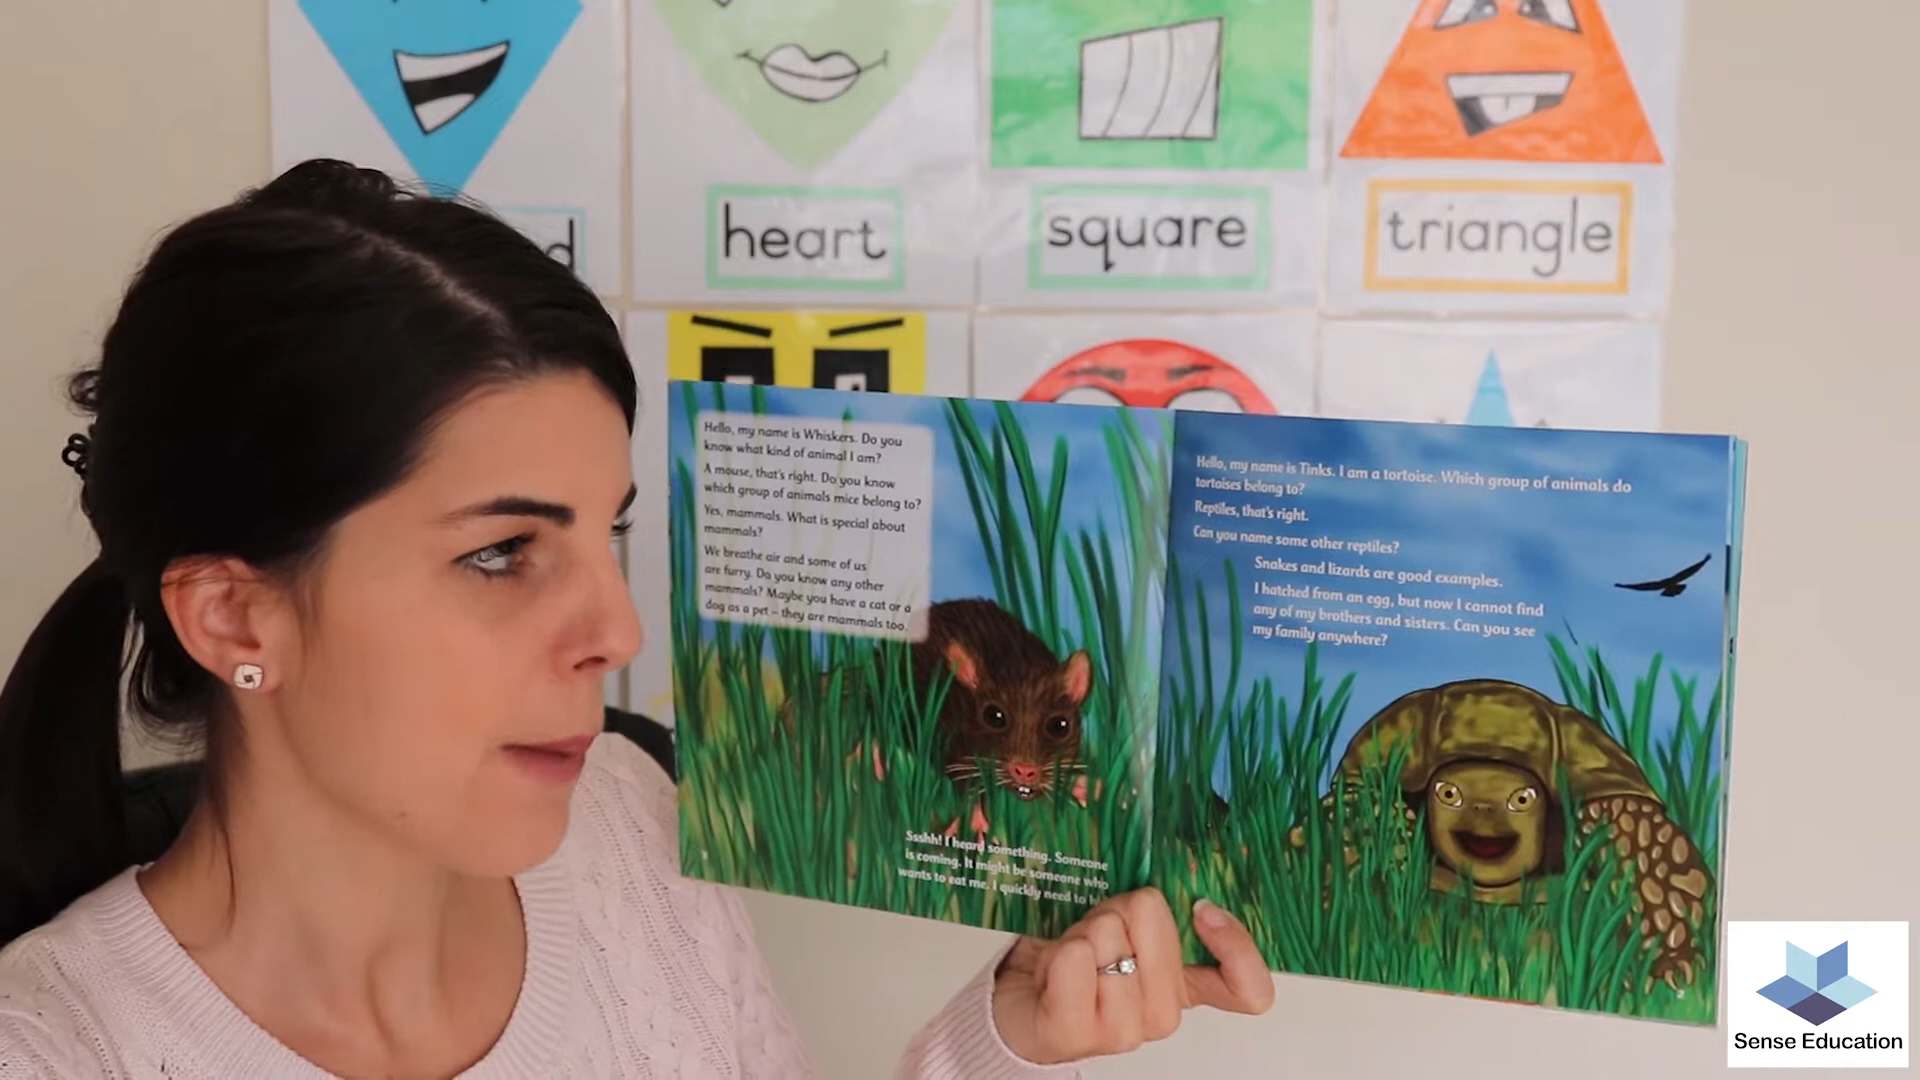 d
heart
square
triangle
Hello, my name is Whiskers. Do you
know what kind of animal I am?
A mouse, that's right. Do you know
which group of animals mice belong to?
Yes, mammals. What is special about
mammals?
We breathe air and some of us
are furry. Do you know any other
mammals? Maybe you have a cat or a
dog as a pet – they are mammals too.
Ssshh! I heard something. Someone
is coming. It might be someone who
wants to eat me. I quickly need to
Hello, my name is Tinks. I am a tortoise. Which group of animals do
tortoises belong to?
Reptiles, that's right.
Can you name some other reptiles?
Snakes and lizards are good examples.
I hatched from an egg, but now I cannot find
any of my brothers and sisters. Can you see
my family anywhere?
2
Sense Education